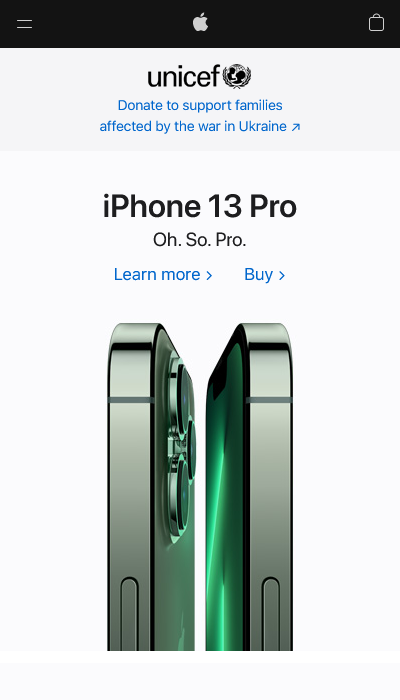 unicef
Donate to support families
affected by the war in Ukraine ↗
iPhone 13 Pro
Oh. So. Pro.
Learn more >
Buy >